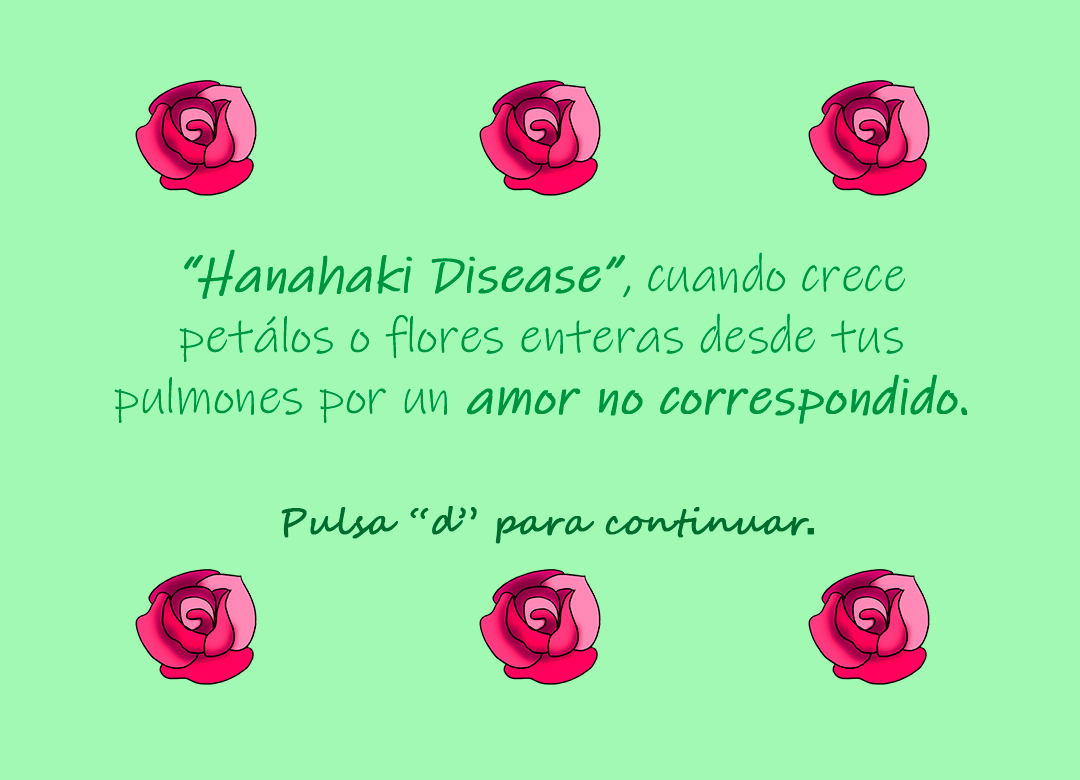 “Hanahaki Disease”, cuando crece
petálos o flores enteras desde tus
pulmones por un amor no correspondido.
Pulsa “d” para continuar.